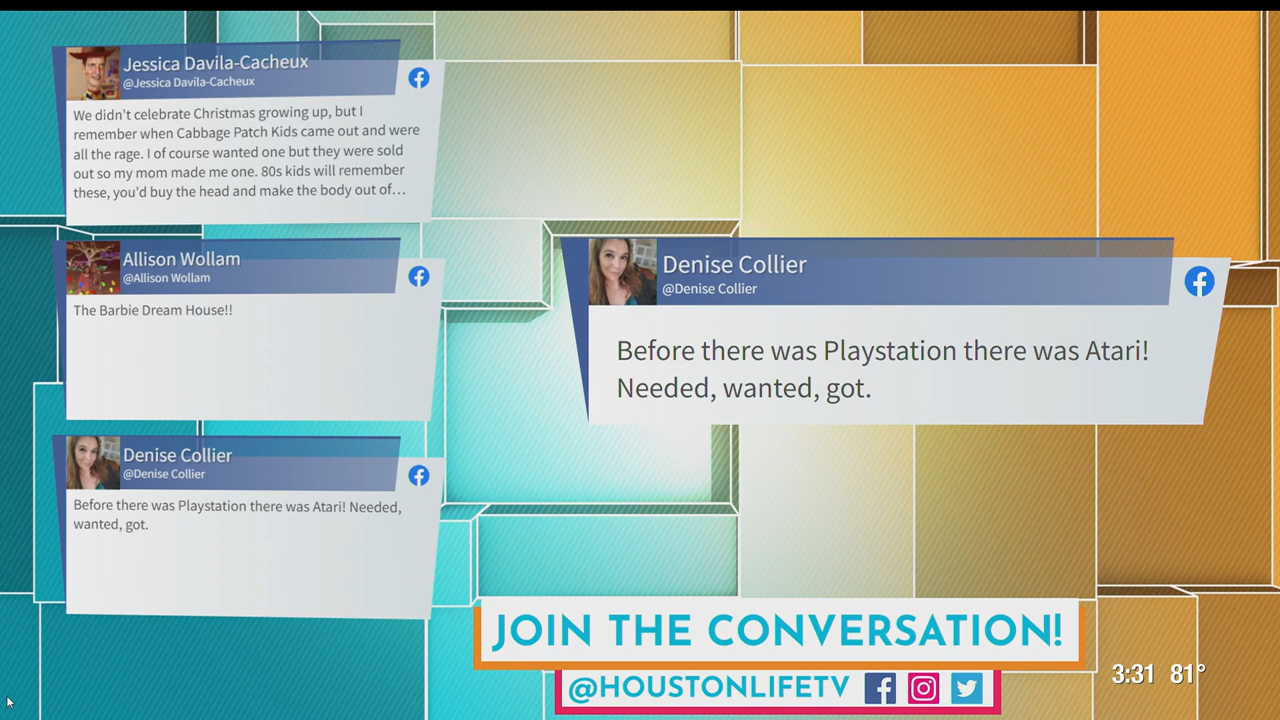 Jessica Davila-Cacheux
@Jessica Davila-Cacheux
We didn't celebrate Christmas growing up, but I
remember when Cabbage Patch Kids came out and were
all the rage. I of course wanted one but they were sold
out so my mom made me one. 80s kids will remember
these, you'd buy the head and make the body out of...
Allison Wollam
@Allison Wollam
The Barbie Dream House!!
Denise Collier
@Denise Collier
Before there was Playstation there was Atari! Needed,
wanted, got.
Denise Collier
@Denise Collier
Before there was Playstation there was Atari!
Needed, wanted, got.
JOIN THE CONVERSATION!
@HOUSTONLIFETV
3:31 81°